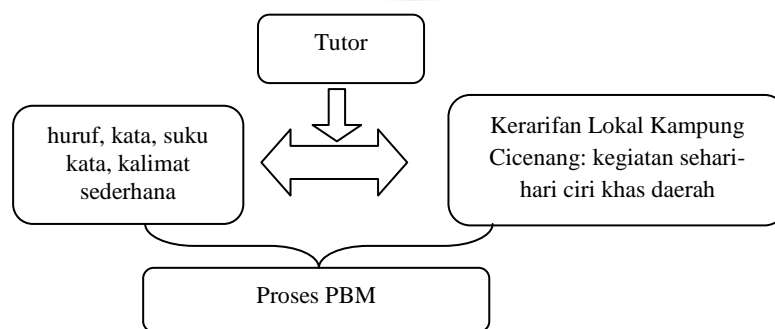 Tutor
huruf, kata, suku
kata, kalimat
sederhana
Kerarifan Lokal Kampung
Cicenang: kegiatan sehari-
hari ciri khas daerah
Proses PBM